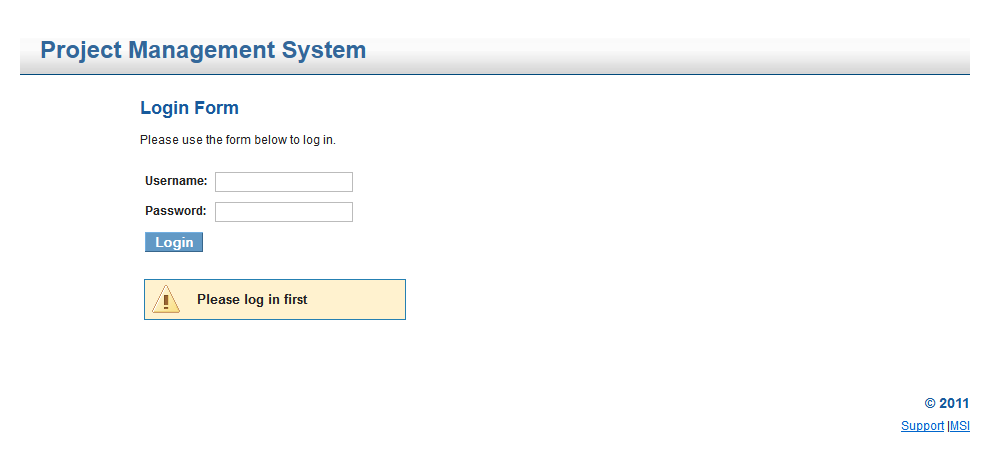 Project Management System
Login Form
Please use the form below to log in.
Username:
Password:
Login
Please log in first
© 2011
Support |MSI